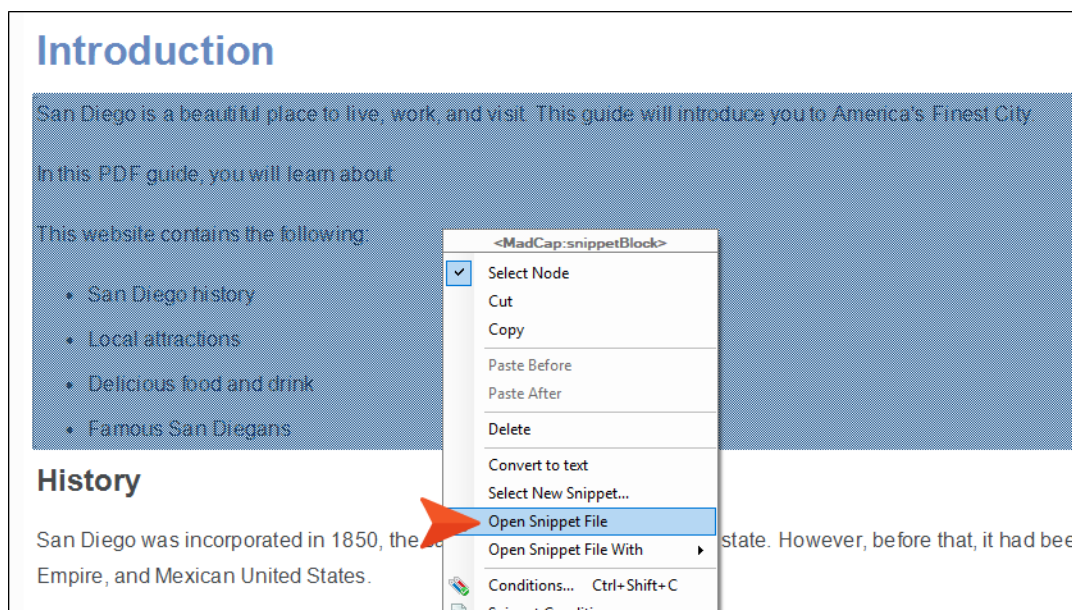 Introduction
San Diego is a beautiful place to live, work, and visit. This guide will introduce you to America's Finest City.
In this PDF guide, you will learn about:
This website contains the following:
<MadCap:snippetBlock>
Select Node
San Diego history
Cut
Copy
Local attractions
Paste Before
Delicious food and drink
Paste After
Famous San Diegans
Delete
Convert to text
History
Select New Snippet...
Open Snippet File
San Diego was incorporated in 1850, the state. However, before that, it had bee
Open Snippet File With
Empire, and Mexican United States.
Conditions... Ctrl+Shift+C